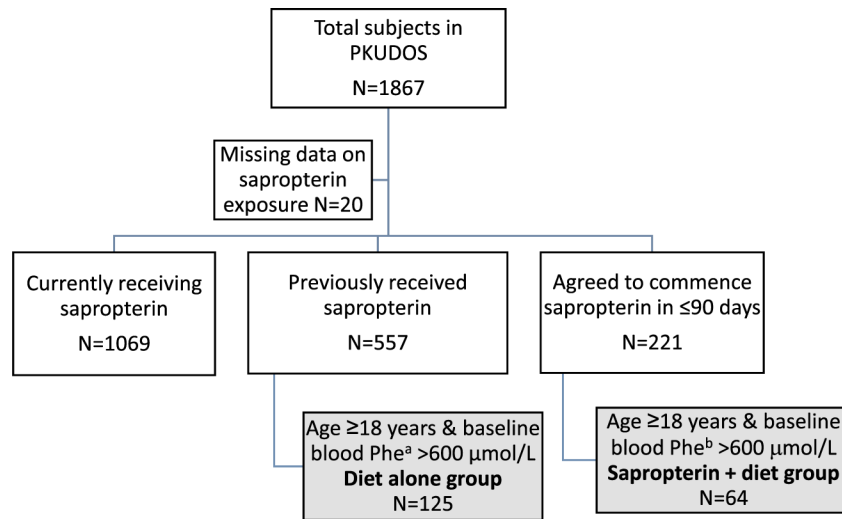 Total subjects in
PKUDOS
N=1867
Missing data on
sapropterin
exposure N=20
Currently receiving
sapropterin
N=1069
Previously received
sapropterin
N=557
Agreed to commence
sapropterin in ≤90 days
N=221
Age ≥18 years & baseline
blood Pheᵃ >600 μmol/L
Diet alone group
N=125
Age ≥18 years & baseline
blood Pheᵇ >600 μmol/L
Sapropterin + diet group
N=64